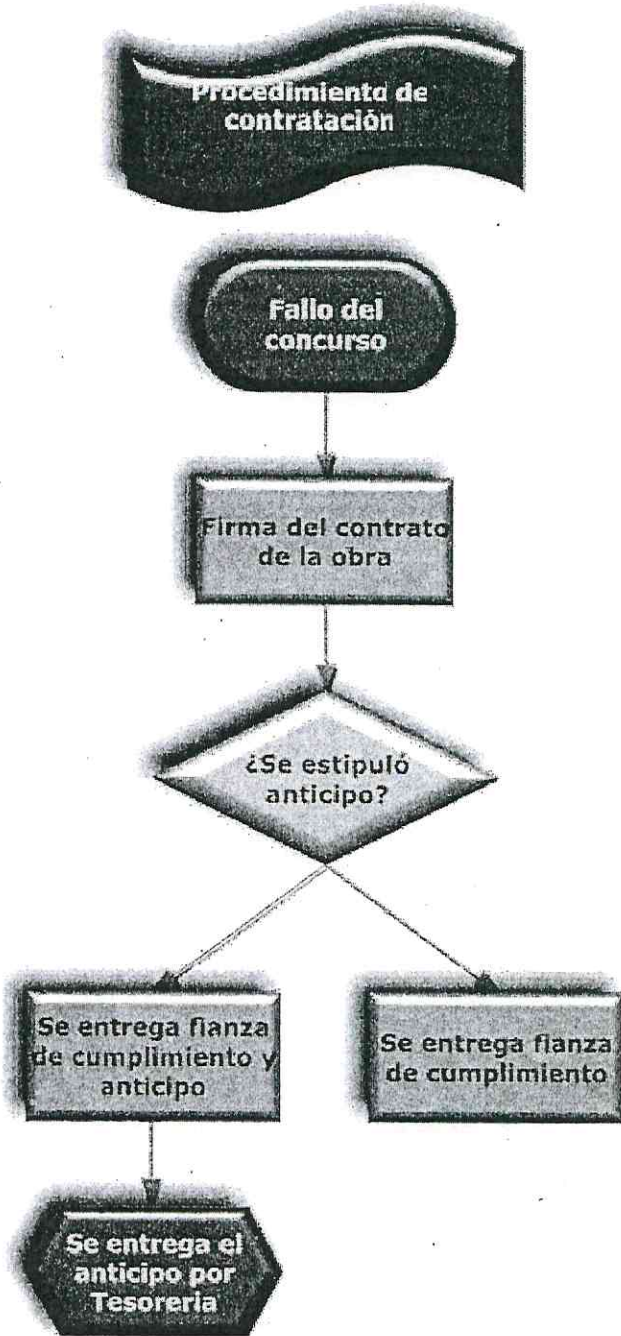 Procedimiento de
contratación
Fallo del
concurso
Firma del contrato
de la obra
¿Se estipuló
anticipo?
Se entrega fianza
de cumplimiento y
anticipo
Se entrega fianza
de cumplimiento
Se entrega el
anticipo por
Tesoreria